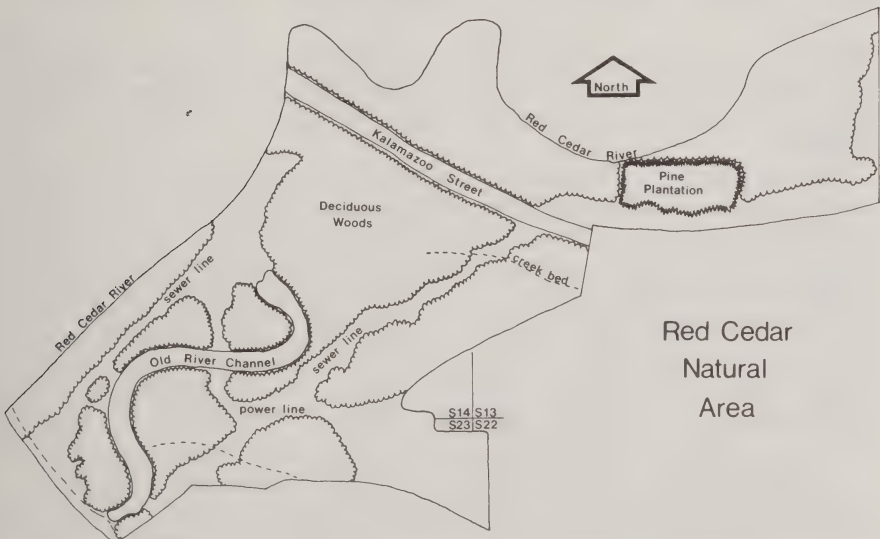 North
Red Cedar River
Kalamazoo Street
Pine
Plantation
Deciduous
Woods
creek bed
sewer line
Red Cedar River
Old River Channel
sewer line
power line
S14 S13
S23 S22
Red Cedar
Natural
Area